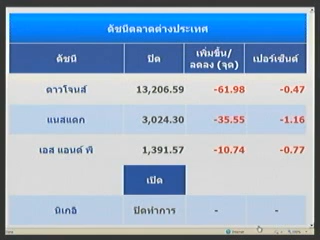 ดัชนีตลาดต่างประเทศ
ดัชนี ปิด เพิ่มขึ้น/ลดลง (จุด) เปอร์เซ็นต์
ดาวโจนส์ 13,206.59 -61.98 -0.47
แนสแดก 3,024.30 -35.55 -1.16
เอส แอนด์ พี 1,391.57 -10.74 -0.77
เปิด
นิเกอิ ปิดทำการ - -